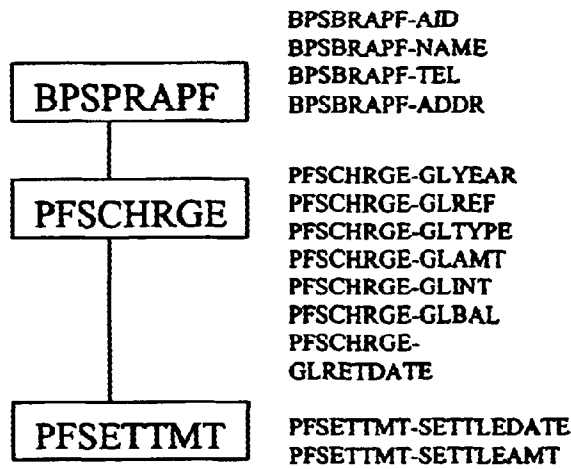 BPSBRAPF-AID
BPSBRAPF-NAME
BPSBRAPF-TEL
BPSBRAPF-ADDR
BPSPRAPF
PFSCHRGE
PFSCHRGE-GLYEAR
PFSCHRGE-GLREF
PFSCHRGE-GLTYPE
PFSCHRGE-GLAMT
PFSCHRGE-GLINT
PFSCHRGE-GLBAL
PFSCHRGE-
GLRETDATE
PFSETTMT
PFSETTMT-SETTLEDATE
PFSETTMT-SETTLEAMT